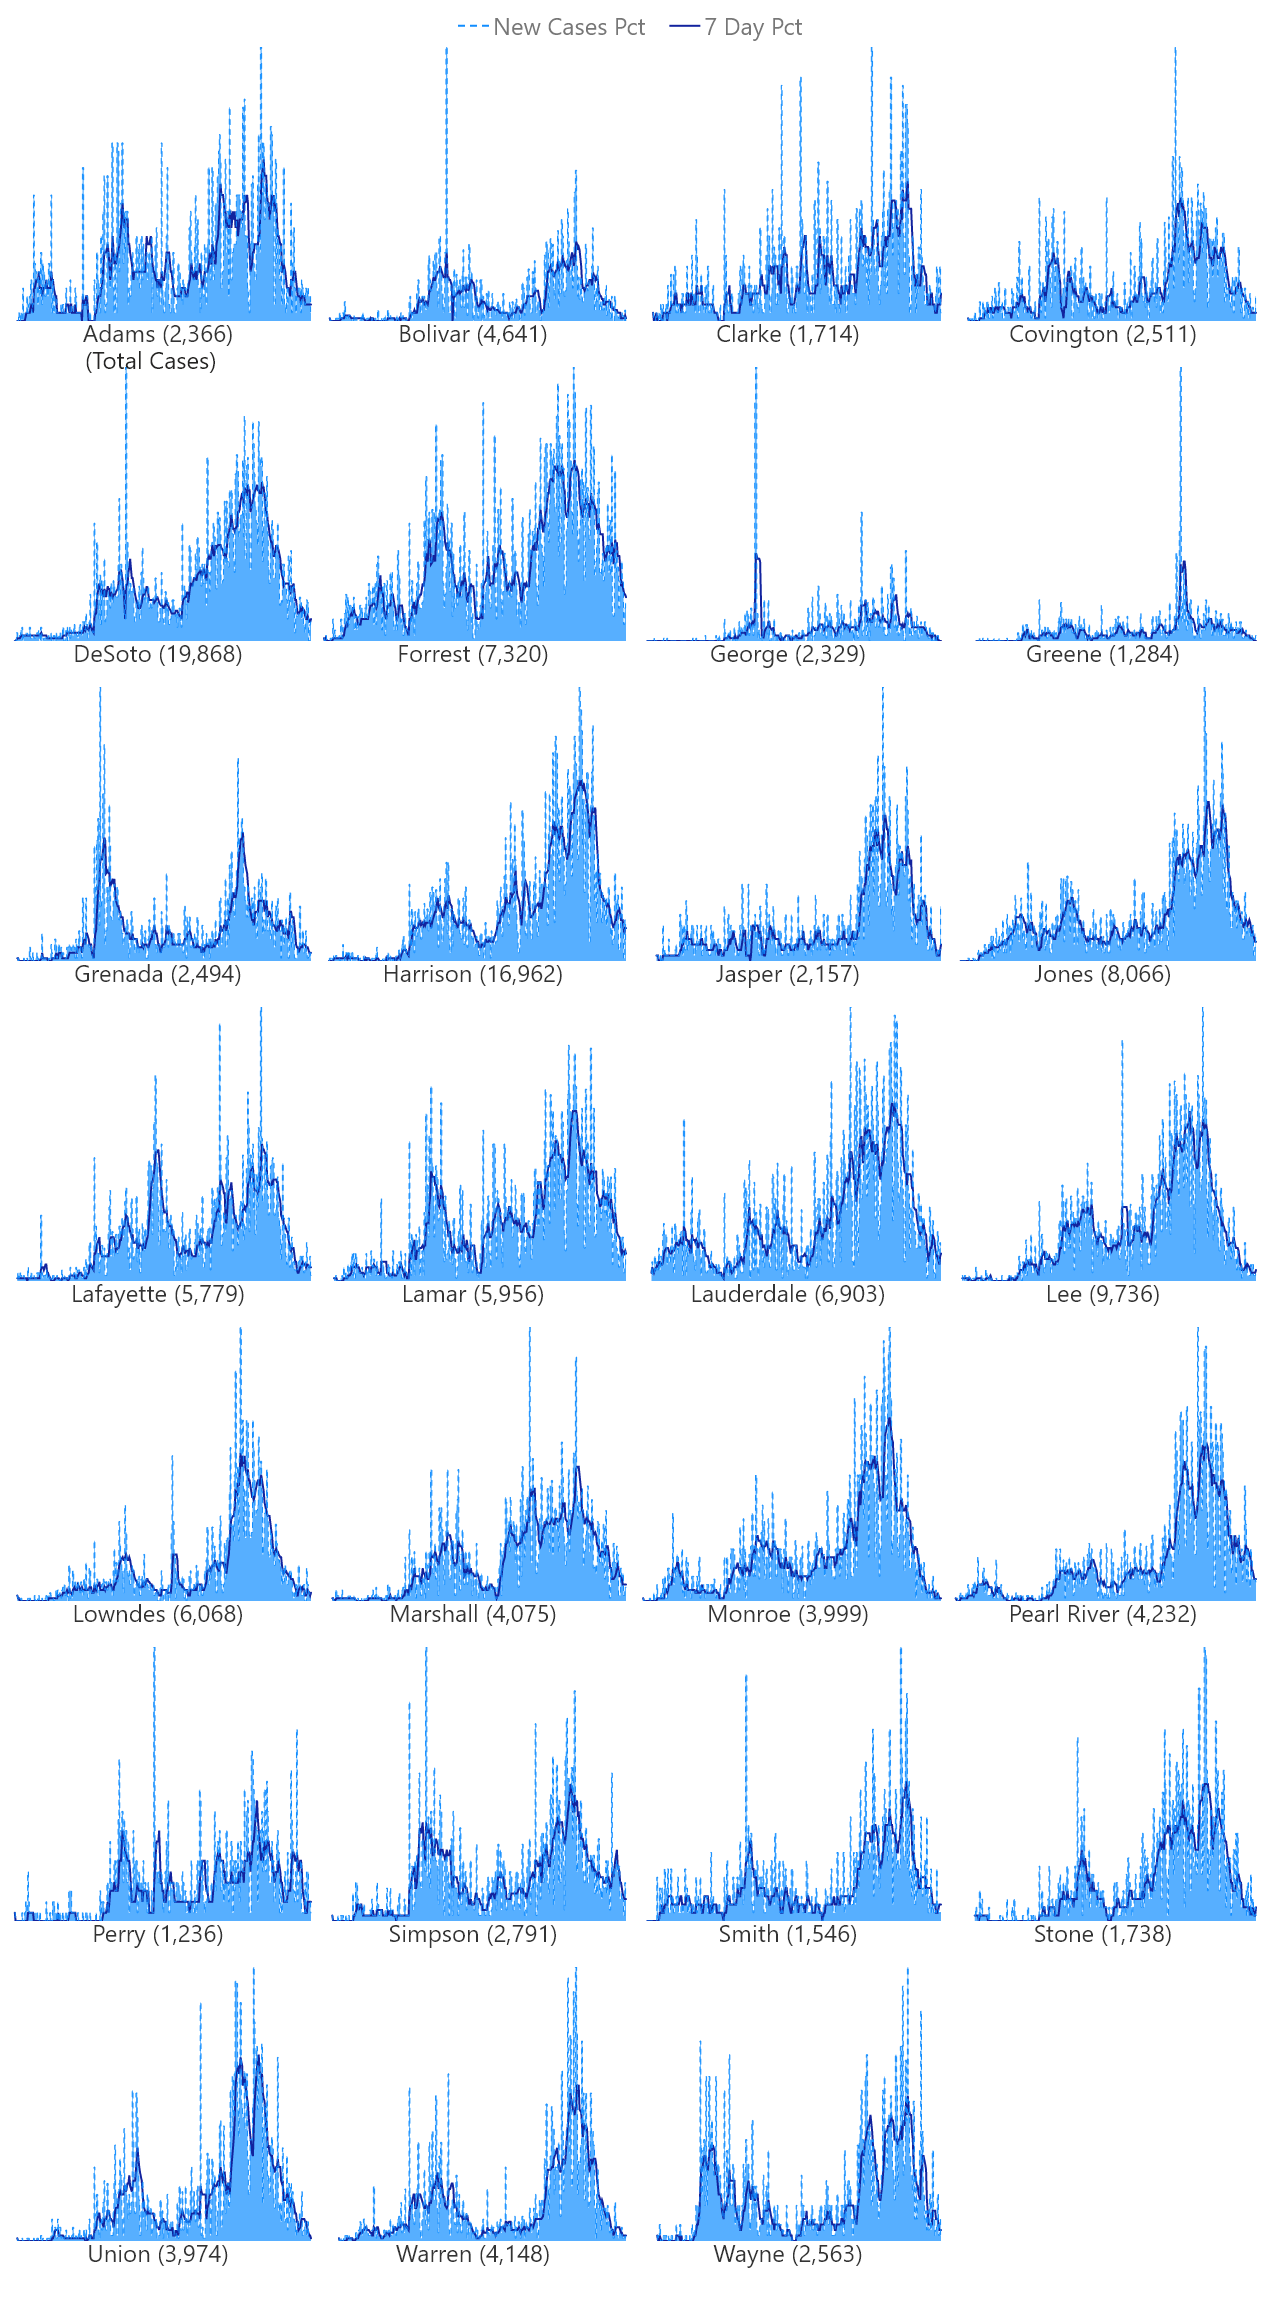 New Cases Pct 7 Day Pct
Adams (2,366) Bolivar (4,641) Clarke (1,714) Covington (2,511)
(Total Cases)
DeSoto (19,868) Forrest (7,320) George (2,329) Greene (1,284)
Grenada (2,494) Harrison (16,962) Jasper (2,157) Jones (8,066)
Lafayette (5,779) Lamar (5,956) Lauderdale (6,903) Lee (9,736)
Lowndes (6,068) Marshall (4,075) Monroe (3,999) Pearl River (4,232)
Perry (1,236) Simpson (2,791) Smith (1,546) Stone (1,738)
Union (3,974) Warren (4,148) Wayne (2,563)